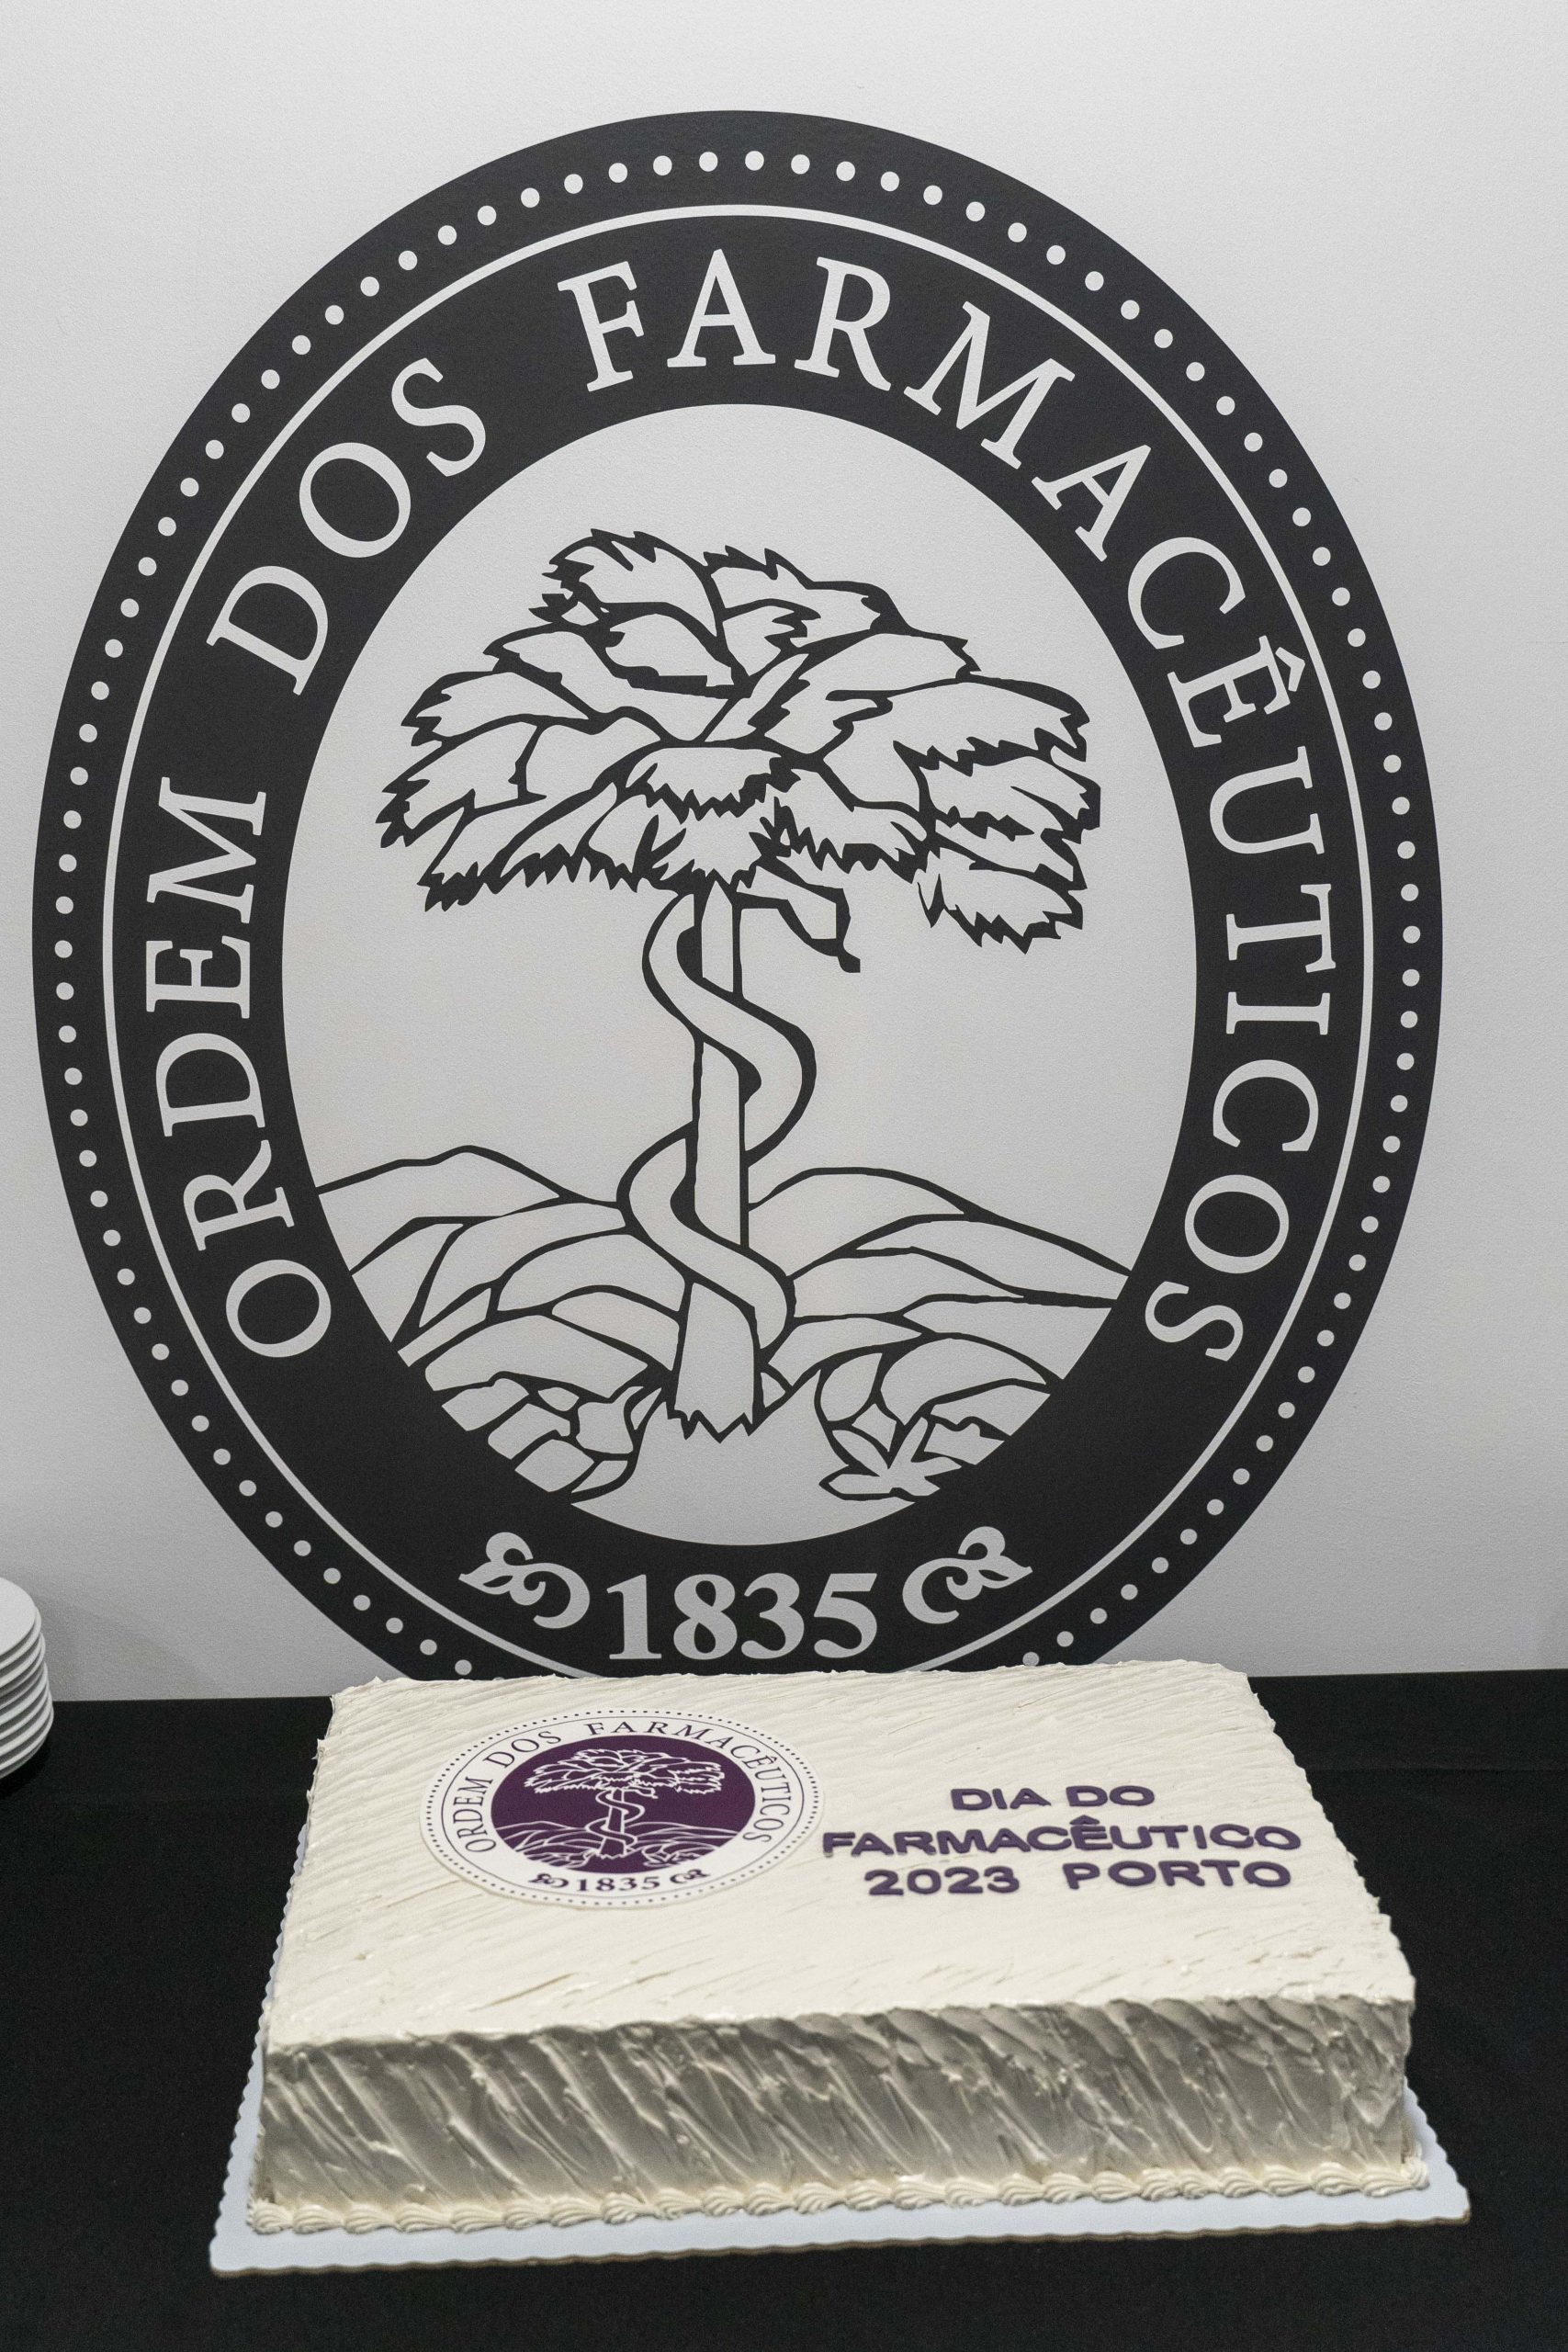 ORDEM DOS FARMACÊUTICOS
1835
ORDEM DOS FARMACÊUTICOS
1835
DIA DO
FARMACÊUTICO
2023 PORTO